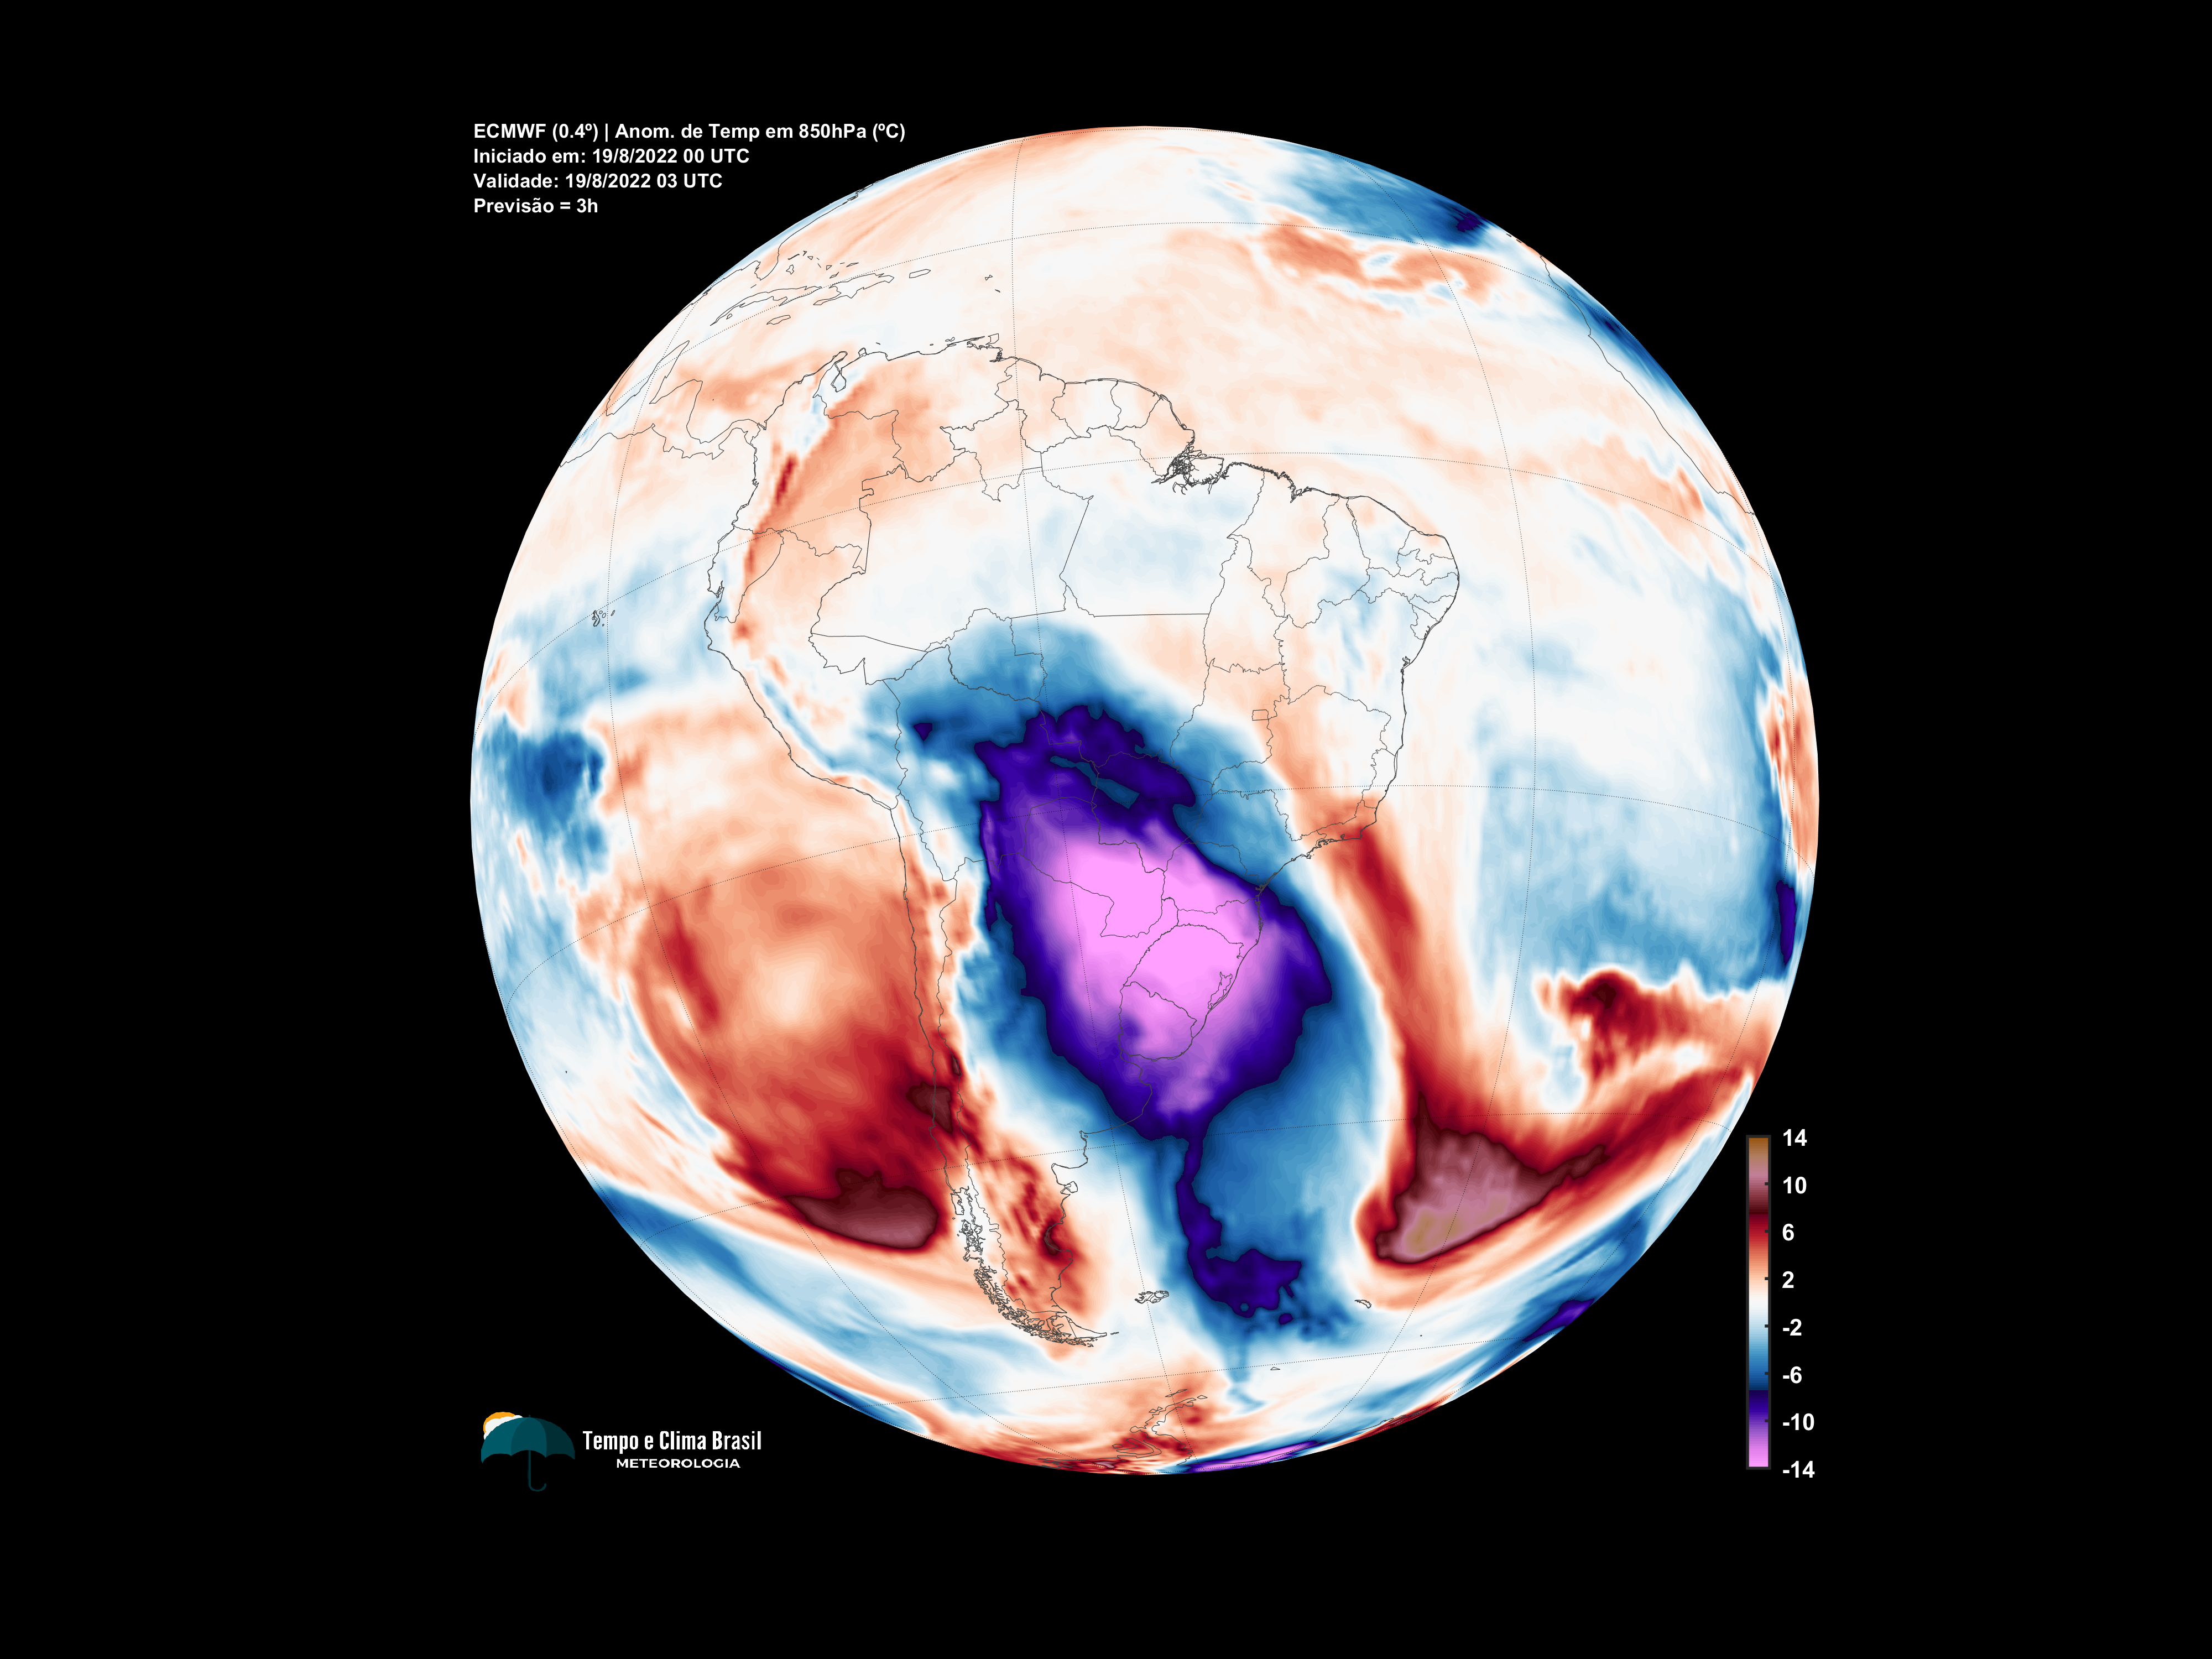 ECMWF (0.4º) | Anom. de Temp em 850hPa (ºC)
Iniciado em: 19/8/2022 00 UTC
Validade: 19/8/2022 03 UTC
Previsão = 3h
14
10
6
2
-2
-6
-10
-14
Tempo e Clima Brasil
METEOROLOGIA